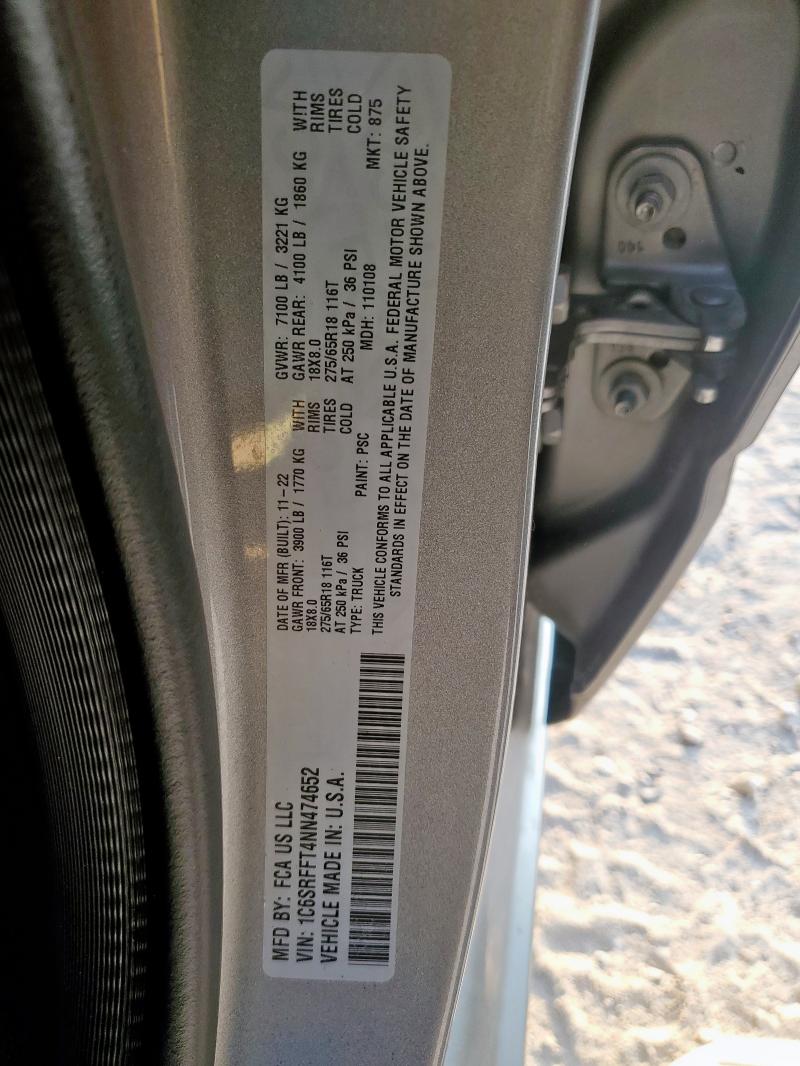 MFD BY: FCA US LLC
VIN: 1C6SRFFT4NN474652
VEHICLE MADE IN: U.S.A.
DATE OF MFR (BUILT): 11-22 GVWR: 7100 LB / 3221 KG
GAWR FRONT: 3900 LB / 1770 KG WITH GAWR REAR: 4100 LB / 1860 KG WITH
18X8.0 RIMS 18X8.0 RIMS
275/65R18 116T TIRES 275/65R18 116T TIRES
AT 250 kPa / 36 PSI COLD AT 250 kPa / 36 PSI COLD
TYPE: TRUCK PAINT: PSC MDH: 110108 MKT: 875
THIS VEHICLE CONFORMS TO ALL APPLICABLE U.S.A. FEDERAL MOTOR VEHICLE SAFETY
STANDARDS IN EFFECT ON THE DATE OF MANUFACTURE SHOWN ABOVE.